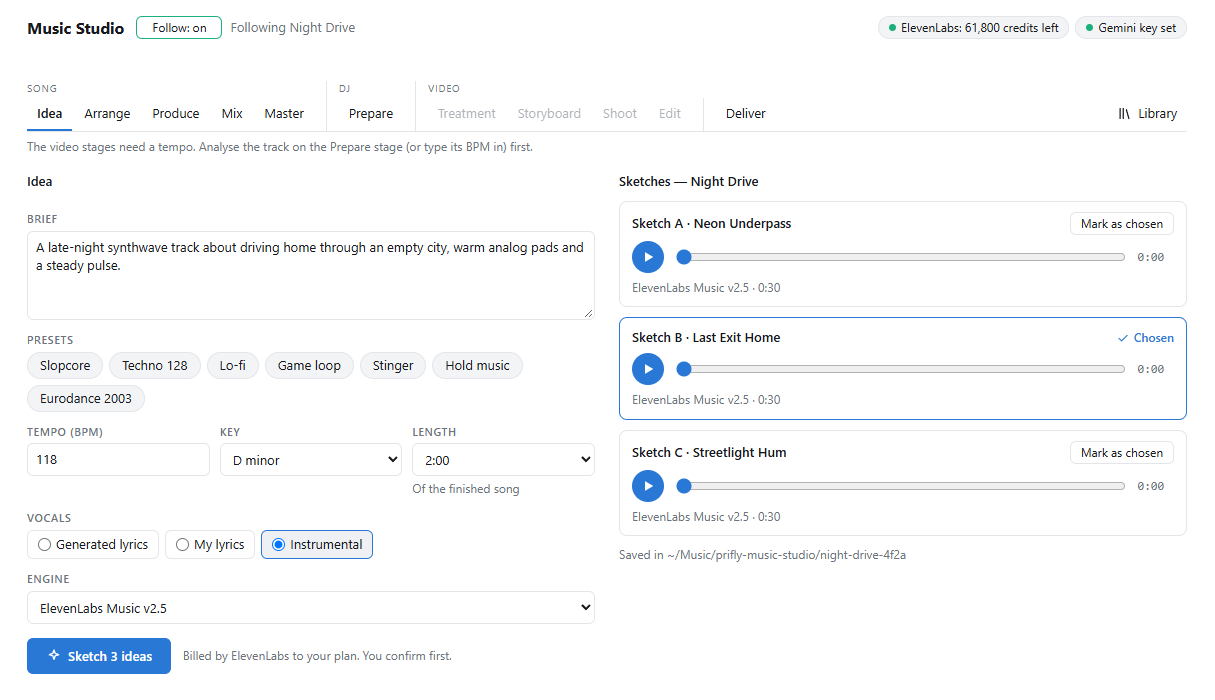 Music Studio
Follow: on
Following Night Drive
ElevenLabs: 61,800 credits left
Gemini key set
SONG
DJ
VIDEO
Idea
Arrange
Produce
Mix
Master
Prepare
Treatment
Storyboard
Shoot
Edit
Deliver
Library
The video stages need a tempo. Analyse the track on the Prepare stage (or type its BPM in) first.
Idea
BRIEF
A late-night synthwave track about driving home through an empty city, warm analog pads and
a steady pulse.
PRESETS
Slopcore
Techno 128
Lo-fi
Game loop
Stinger
Hold music
Eurodance 2003
TEMPO (BPM)
KEY
LENGTH
118
D minor
2:00
Of the finished song
VOCALS
Generated lyrics
My lyrics
Instrumental
ENGINE
ElevenLabs Music v2.5
Sketch 3 ideas
Billed by ElevenLabs to your plan. You confirm first.
Sketches — Night Drive
Sketch A · Neon Underpass
Mark as chosen
0:00
ElevenLabs Music v2.5 · 0:30
Sketch B · Last Exit Home
Chosen
0:00
ElevenLabs Music v2.5 · 0:30
Sketch C · Streetlight Hum
Mark as chosen
0:00
ElevenLabs Music v2.5 · 0:30
Saved in ~/Music/prifly-music-studio/night-drive-4f2a